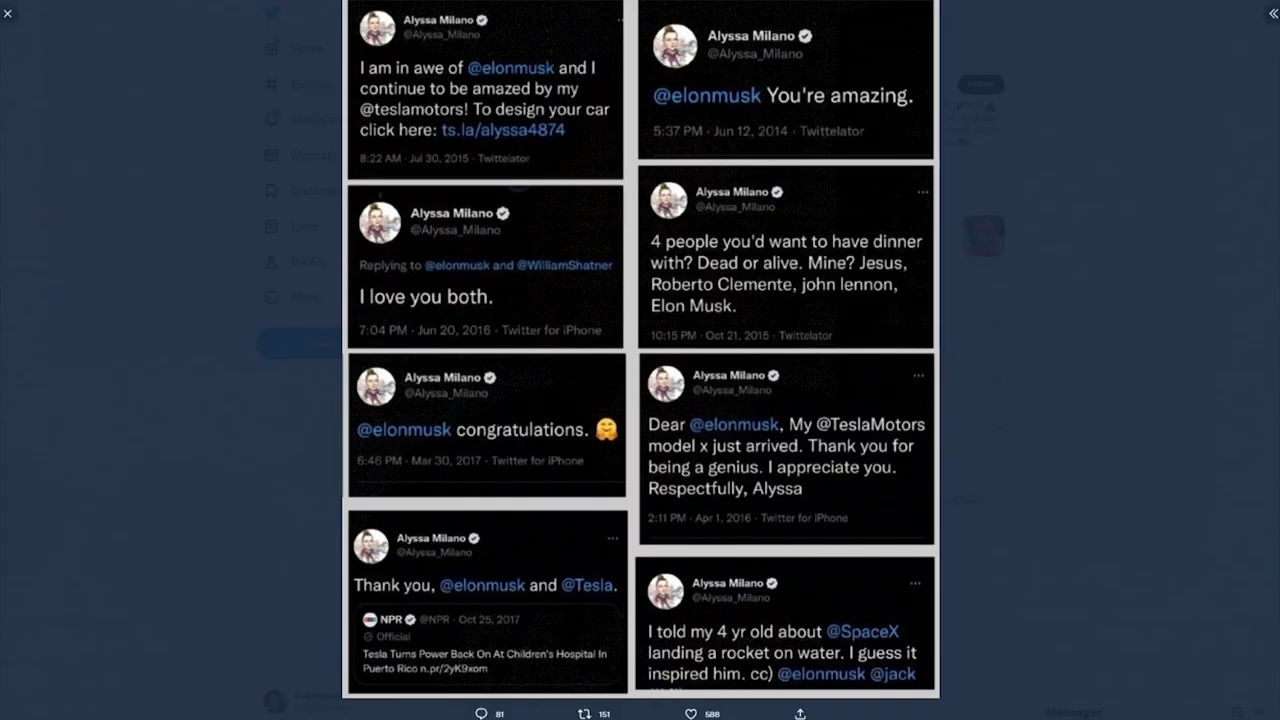 Alyssa Milano
@Alyssa_Milano
I am in awe of @elonmusk and I
continue to be amazed by my
@teslamotors! To design your car
click here: ts.la/alyssa4874
8:22 AM · Jul 30, 2015 · Twittelator
Alyssa Milano
@Alyssa_Milano
@elonmusk You're amazing.
5:37 PM · Jun 12, 2014 · Twittelator
Alyssa Milano
@Alyssa_Milano
Replying to @elonmusk and @WilliamShatner
I love you both.
7:04 PM · Jun 20, 2016 · Twitter for iPhone
Alyssa Milano
@Alyssa_Milano
4 people you'd want to have dinner
with? Dead or alive. Mine? Jesus,
Roberto Clemente, john lennon,
Elon Musk.
10:15 PM · Oct 21, 2015 · Twittelator
Alyssa Milano
@Alyssa_Milano
@elonmusk congratulations. 🤗
6:46 PM · Mar 30, 2017 · Twitter for iPhone
Alyssa Milano
@Alyssa_Milano
Dear @elonmusk, My @TeslaMotors
model x just arrived. Thank you for
being a genius. I appreciate you.
Respectfully, Alyssa
2:11 PM · Apr 1, 2016 · Twitter for iPhone
Alyssa Milano
@Alyssa_Milano
Thank you, @elonmusk and @Tesla.
NPR @NPR · Oct 25, 2017
Official
Tesla Turns Power Back On At Children's Hospital In
Puerto Rico n.pr/2yK9xom
Alyssa Milano
@Alyssa_Milano
I told my 4 yr old about @SpaceX
landing a rocket on water. I guess it
inspired him. cc) @elonmusk @jack
81
151
588
Home
Explore
Messages